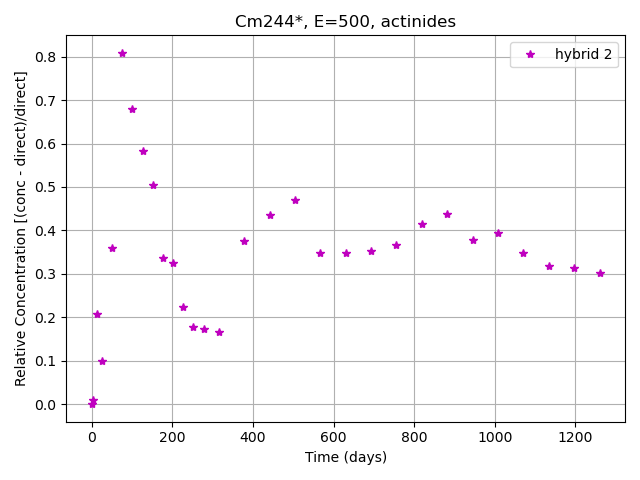 Cm244*, E=500, actinides
hybrid 2
Relative Concentration [(conc - direct)/direct]
0.8
0.7
0.6
0.5
0.4
0.3
0.2
0.1
0.0
0 200 400 600 800 1000 1200
Time (days)